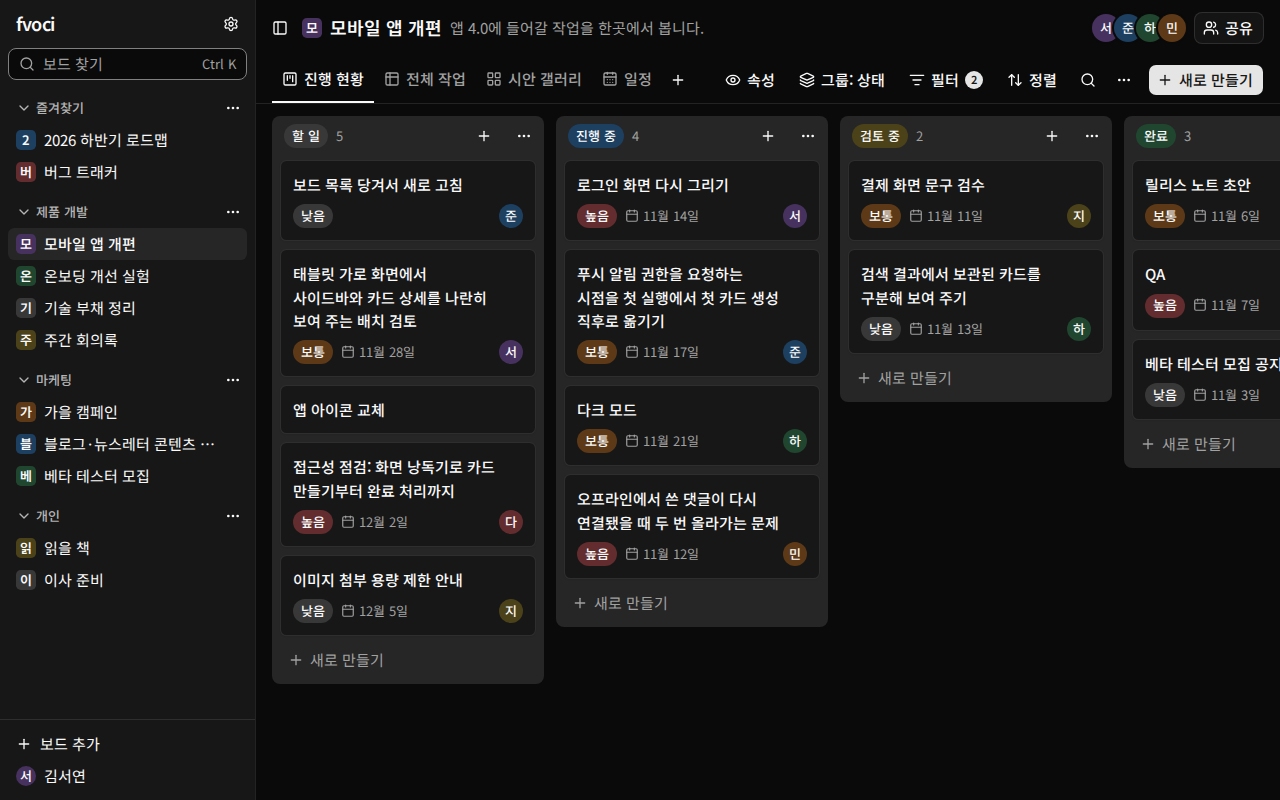 fvoci
보드 찾기 Ctrl K
즐겨찾기
2 2026 하반기 로드맵
버 버그 트래커
제품 개발
모 모바일 앱 개편
온 온보딩 개선 실험
기 기술 부채 정리
주 주간 회의록
마케팅
가 가을 캠페인
블 블로그·뉴스레터 콘텐츠 …
베 베타 테스터 모집
개인
읽 읽을 책
이 이사 준비
보드 추가
서 김서연
모 모바일 앱 개편 앱 4.0에 들어갈 작업을 한곳에서 봅니다.
서 준 하 민 공유
진행 현황 전체 작업 시안 갤러리 일정 속성 그룹: 상태 필터 2 정렬 새로 만들기
할 일 5
보드 목록 당겨서 새로 고침
낮음 준
태블릿 가로 화면에서
사이드바와 카드 상세를 나란히
보여 주는 배치 검토
보통 11월 28일 서
앱 아이콘 교체
접근성 점검: 화면 낭독기로 카드
만들기부터 완료 처리까지
높음 12월 2일 다
이미지 첨부 용량 제한 안내
낮음 12월 5일 지
새로 만들기
진행 중 4
로그인 화면 다시 그리기
높음 11월 14일 서
푸시 알림 권한을 요청하는
시점을 첫 실행에서 첫 카드 생성
직후로 옮기기
보통 11월 17일 준
다크 모드
보통 11월 21일 하
오프라인에서 쓴 댓글이 다시
연결됐을 때 두 번 올라가는 문제
높음 11월 12일 민
새로 만들기
검토 중 2
결제 화면 문구 검수
보통 11월 11일 지
검색 결과에서 보관된 카드를
구분해 보여 주기
낮음 11월 13일 하
새로 만들기
완료 3
릴리스 노트 초안
보통 11월 6일
QA
높음 11월 7일
베타 테스터 모집 공지
낮음 11월 3일
새로 만들기